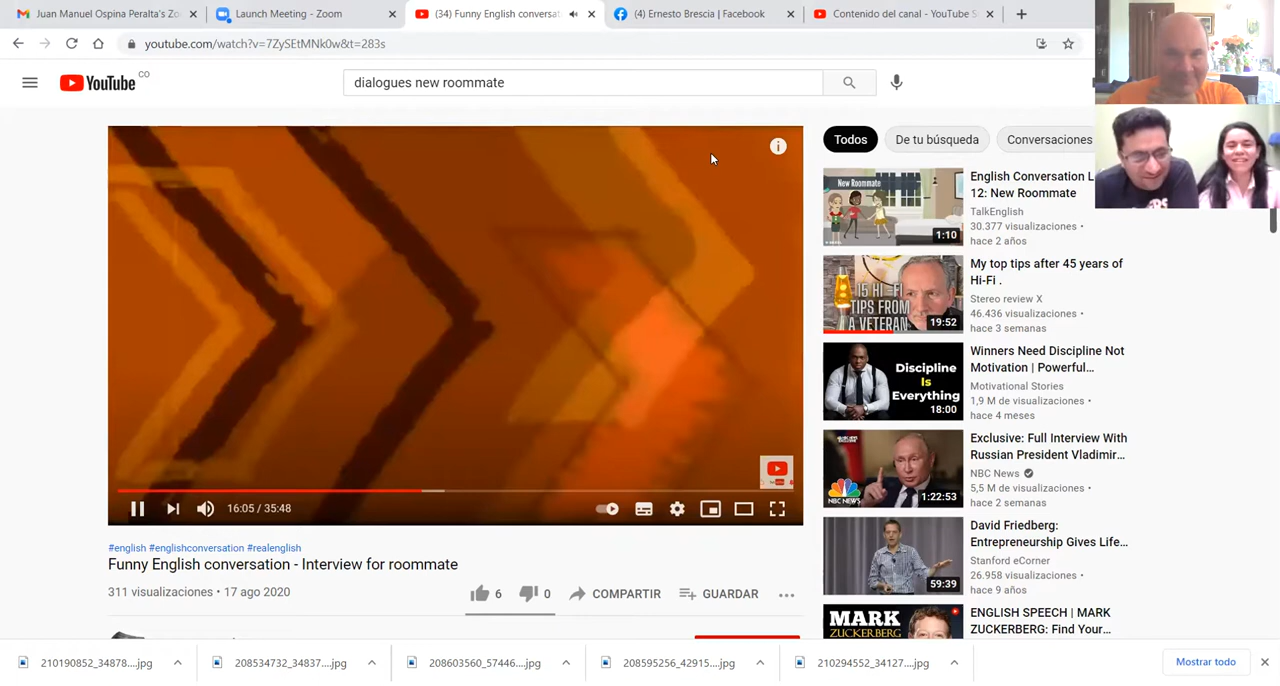 Juan Manuel Ospina Peralta's Zo
Launch Meeting - Zoom
(34) Funny English conversat
(4) Ernesto Brescia | Facebook
Contenido del canal - YouTube S
youtube.com/watch?v=7ZySEtMNk0w&t=283s
YouTube CO
dialogues new roommate
Todos
De tu búsqueda
Conversaciones
New Roommate
1:10
English Conversation L
12: New Roommate
TalkEnglish
30.377 visualizaciones •
hace 2 años
15 HI-FI
TIPS FROM
A VETERAN
19:52
My top tips after 45 years of
Hi-Fi .
Stereo review X
46.436 visualizaciones •
hace 3 semanas
Discipline
Is
Everything
18:00
Winners Need Discipline Not
Motivation | Powerful...
Motivational Stories
1,9 M de visualizaciones •
hace 4 meses
NBC NEWS
1:22:53
Exclusive: Full Interview With
Russian President Vladimir...
NBC News
5,5 M de visualizaciones •
hace 2 semanas
59:39
David Friedberg:
Entrepreneurship Gives Life...
Stanford eCorner
26.958 visualizaciones •
hace 9 años
MARK
ZUCKERBERG
ENGLISH SPEECH | MARK
ZUCKERBERG: Find Your...
16:05 / 35:48
#english #englishconversation #realenglish
Funny English conversation - Interview for roommate
311 visualizaciones • 17 ago 2020
6
0
COMPARTIR
GUARDAR
210190852_34878....jpg
208534732_34837....jpg
208603560_57446....jpg
208595256_42915....jpg
210294552_34127....jpg
Mostrar todo